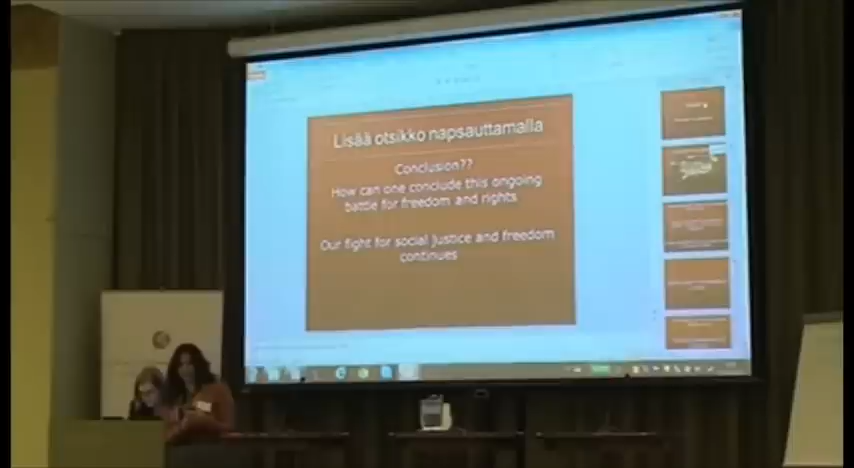 Lisää otsikko napsauttamalla
Conclusion??
How can one conclude this ongoing
battle for freedom and rights
Our fight for social justice and freedom
continues